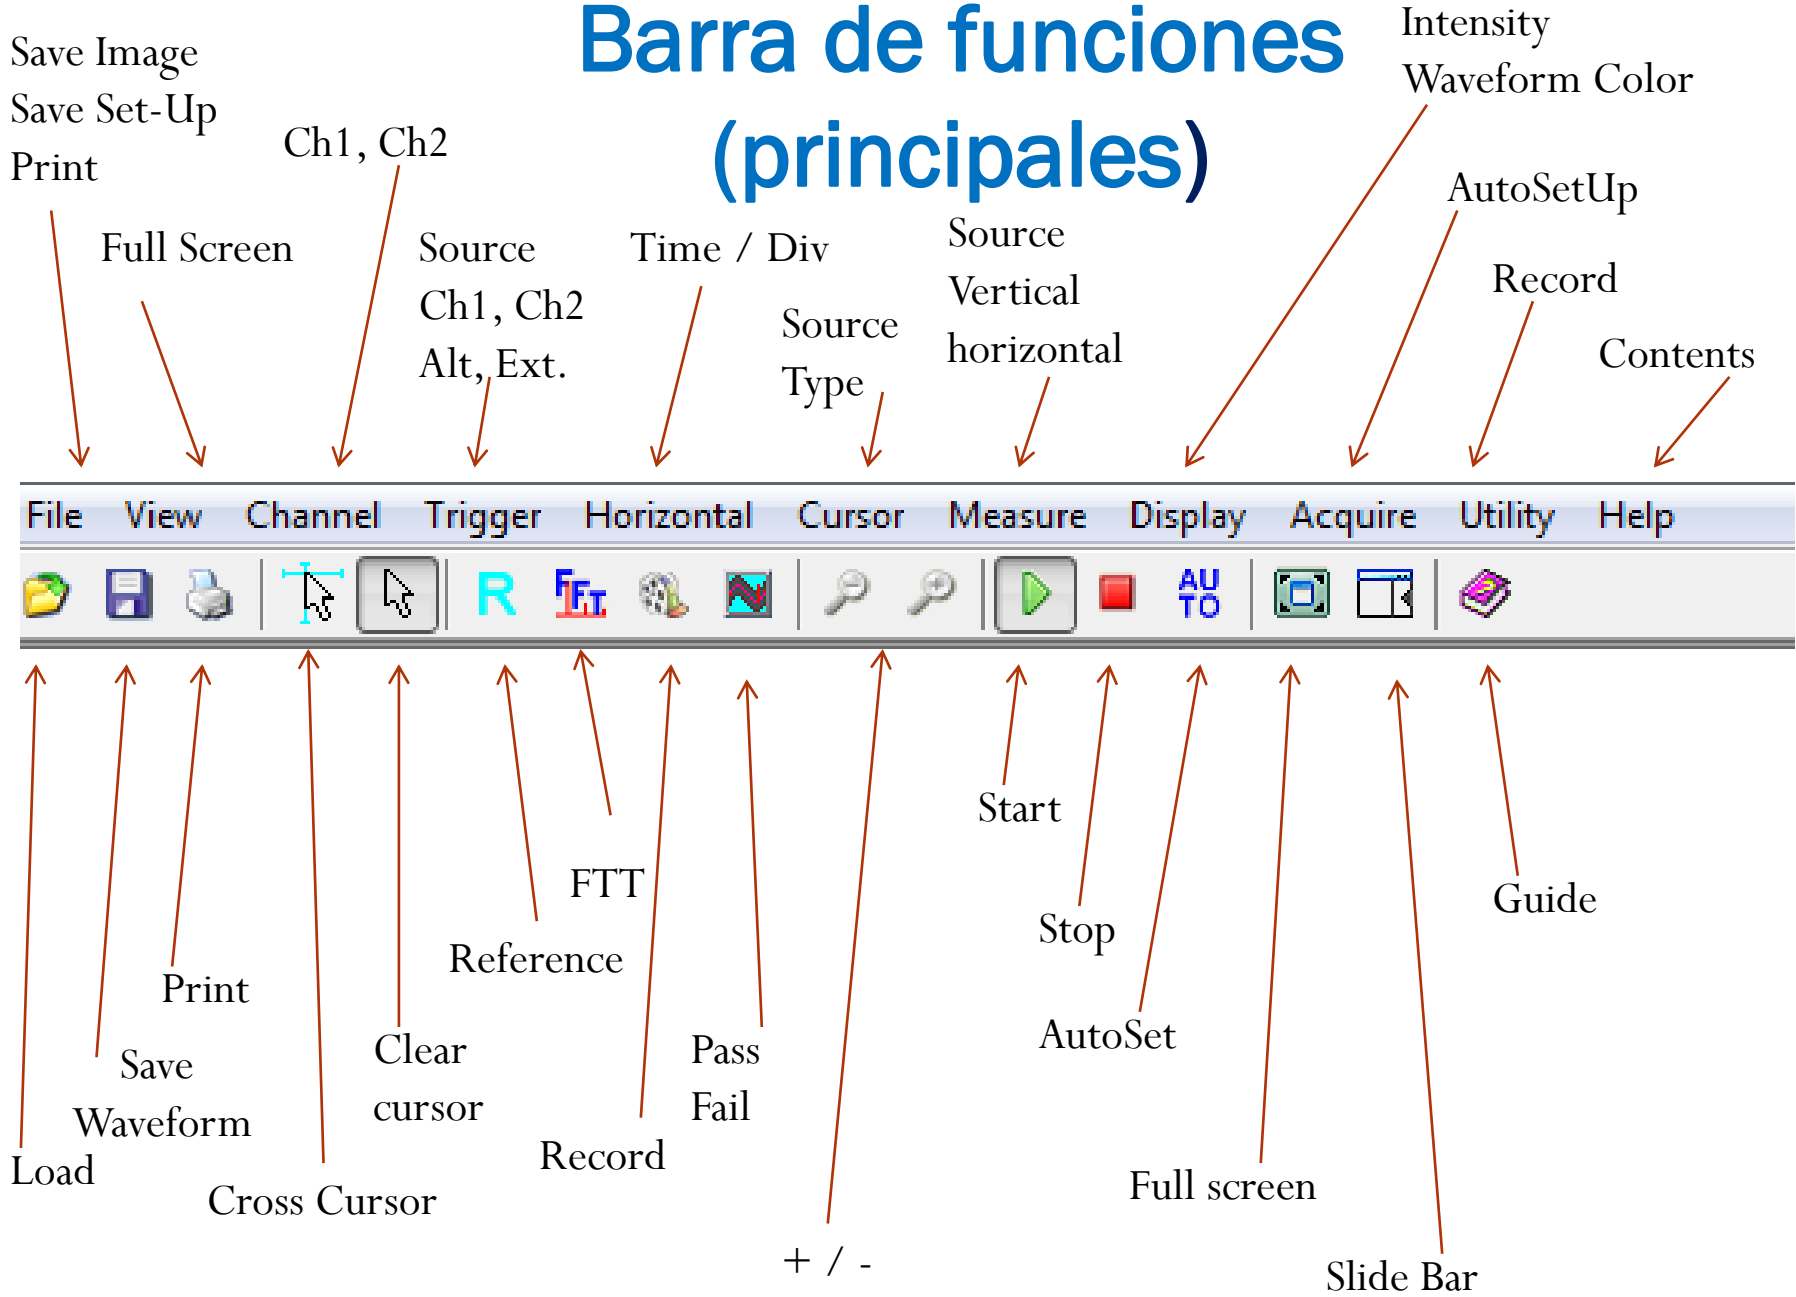 Barra de funciones
(principales)
Save Image
Save Set-Up
Print
Full Screen
Ch1, Ch2
Source
Ch1, Ch2
Alt, Ext.
Time / Div
Source
Type
Source
Vertical
horizontal
Intensity
Waveform Color
AutoSetUp
Record
Contents
File View Channel Trigger Horizontal Cursor Measure Display Acquire Utility Help
R FFT AU
TO
Load
Save
Waveform
Print
Cross Cursor
Clear
cursor
Reference
FTT
Record
Pass
Fail
+ / -
Start
Stop
AutoSet
Full screen
Slide Bar
Guide